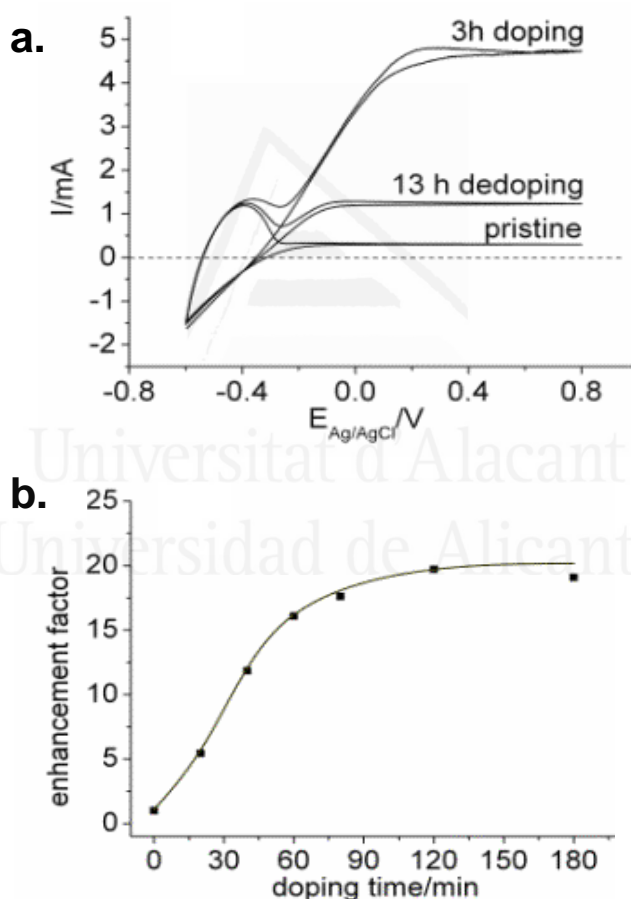 a.
5
4
3
2
1
0
-1
-2
I/mA
3h doping
13 h dedoping
pristine
-0.8 -0.4 0.0 0.4 0.8
E Ag/AgCl/V
Universitat d'Alacant
Universidad de Alicante
b.
25
20
15
10
5
0
enhancement factor
0 30 60 90 120 150 180
doping time/min